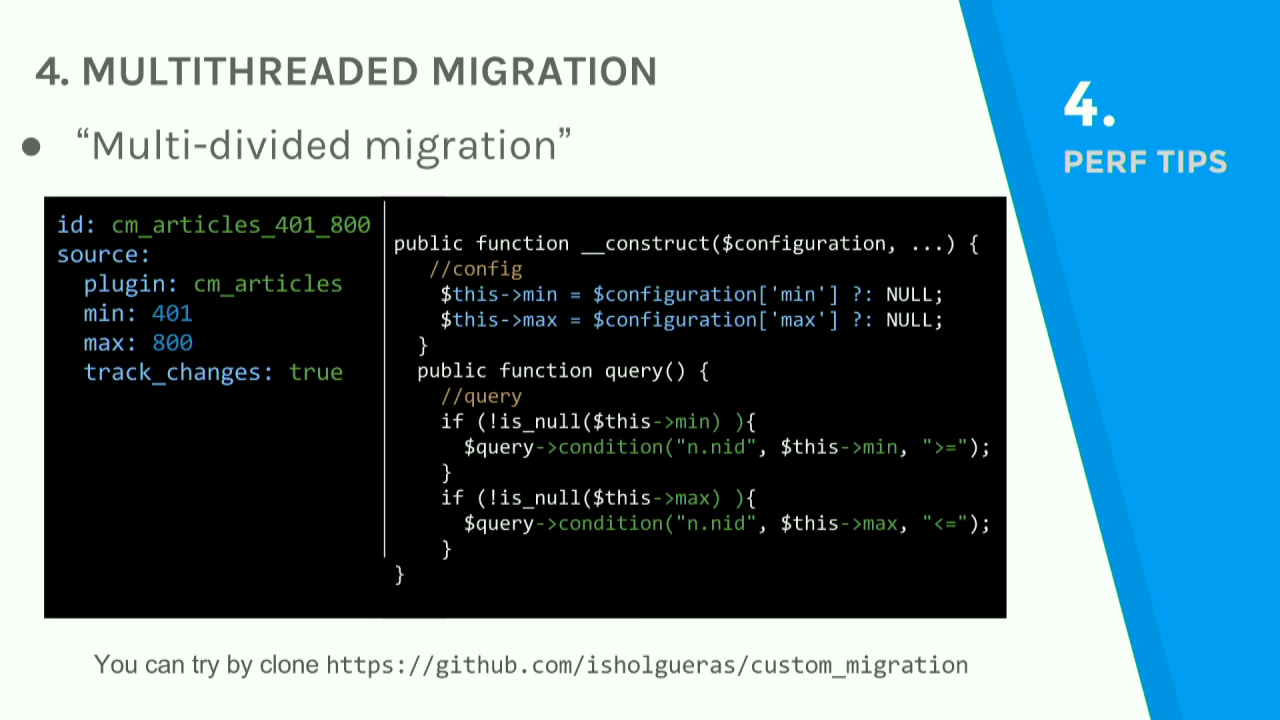 4. MULTITHREADED MIGRATION
● “Multi-divided migration”
id: cm_articles_401_800
source:
  plugin: cm_articles
  min: 401
  max: 800
  track_changes: true
public function __construct($configuration, ...) {
   //config
    $this->min = $configuration['min'] ?: NULL;
    $this->max = $configuration['max'] ?: NULL;
  }
  public function query() {
    //query
    if (!is_null($this->min) ){
      $query->condition("n.nid", $this->min, ">=");
    }
    if (!is_null($this->max) ){
      $query->condition("n.nid", $this->max, "<=");
    }
}
You can try by clone https://github.com/isholgueras/custom_migration
4.
PERF TIPS